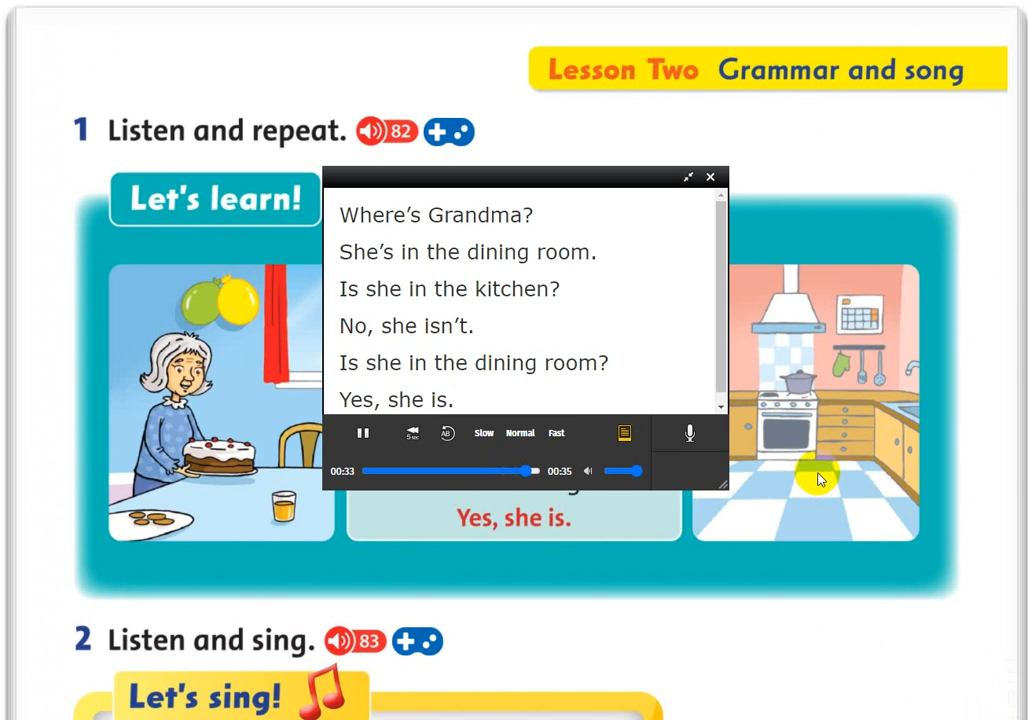 Lesson Two Grammar and song
1 Listen and repeat. 82
Let's learn!
Where's Grandma?
She's in the dining room.
Is she in the kitchen?
No, she isn't.
Is she in the dining room?
Yes, she is.
5 sec
AB
Slow
Normal
Fast
00:33
00:35
Yes, she is.
2 Listen and sing. 83
Let's sing!